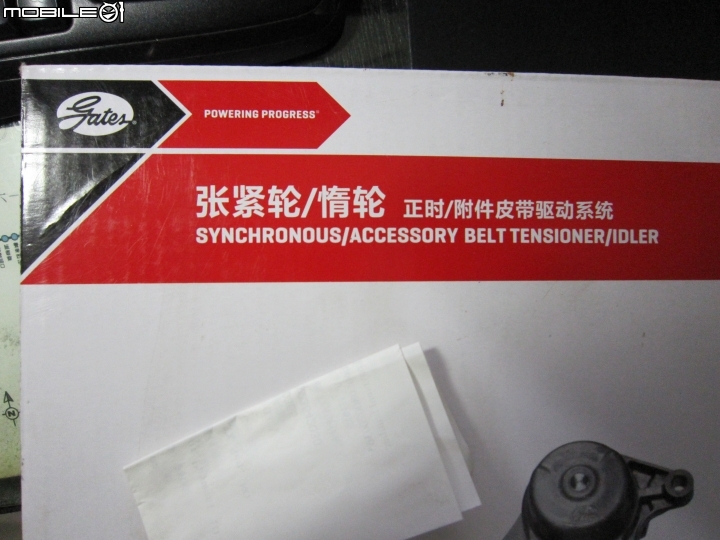 MOBILE01
Gates
POWERING PROGRESS®
张紧轮/惰轮 正时/附件皮带驱动系统
SYNCHRONOUS/ACCESSORY BELT TENSIONER/IDLER
N